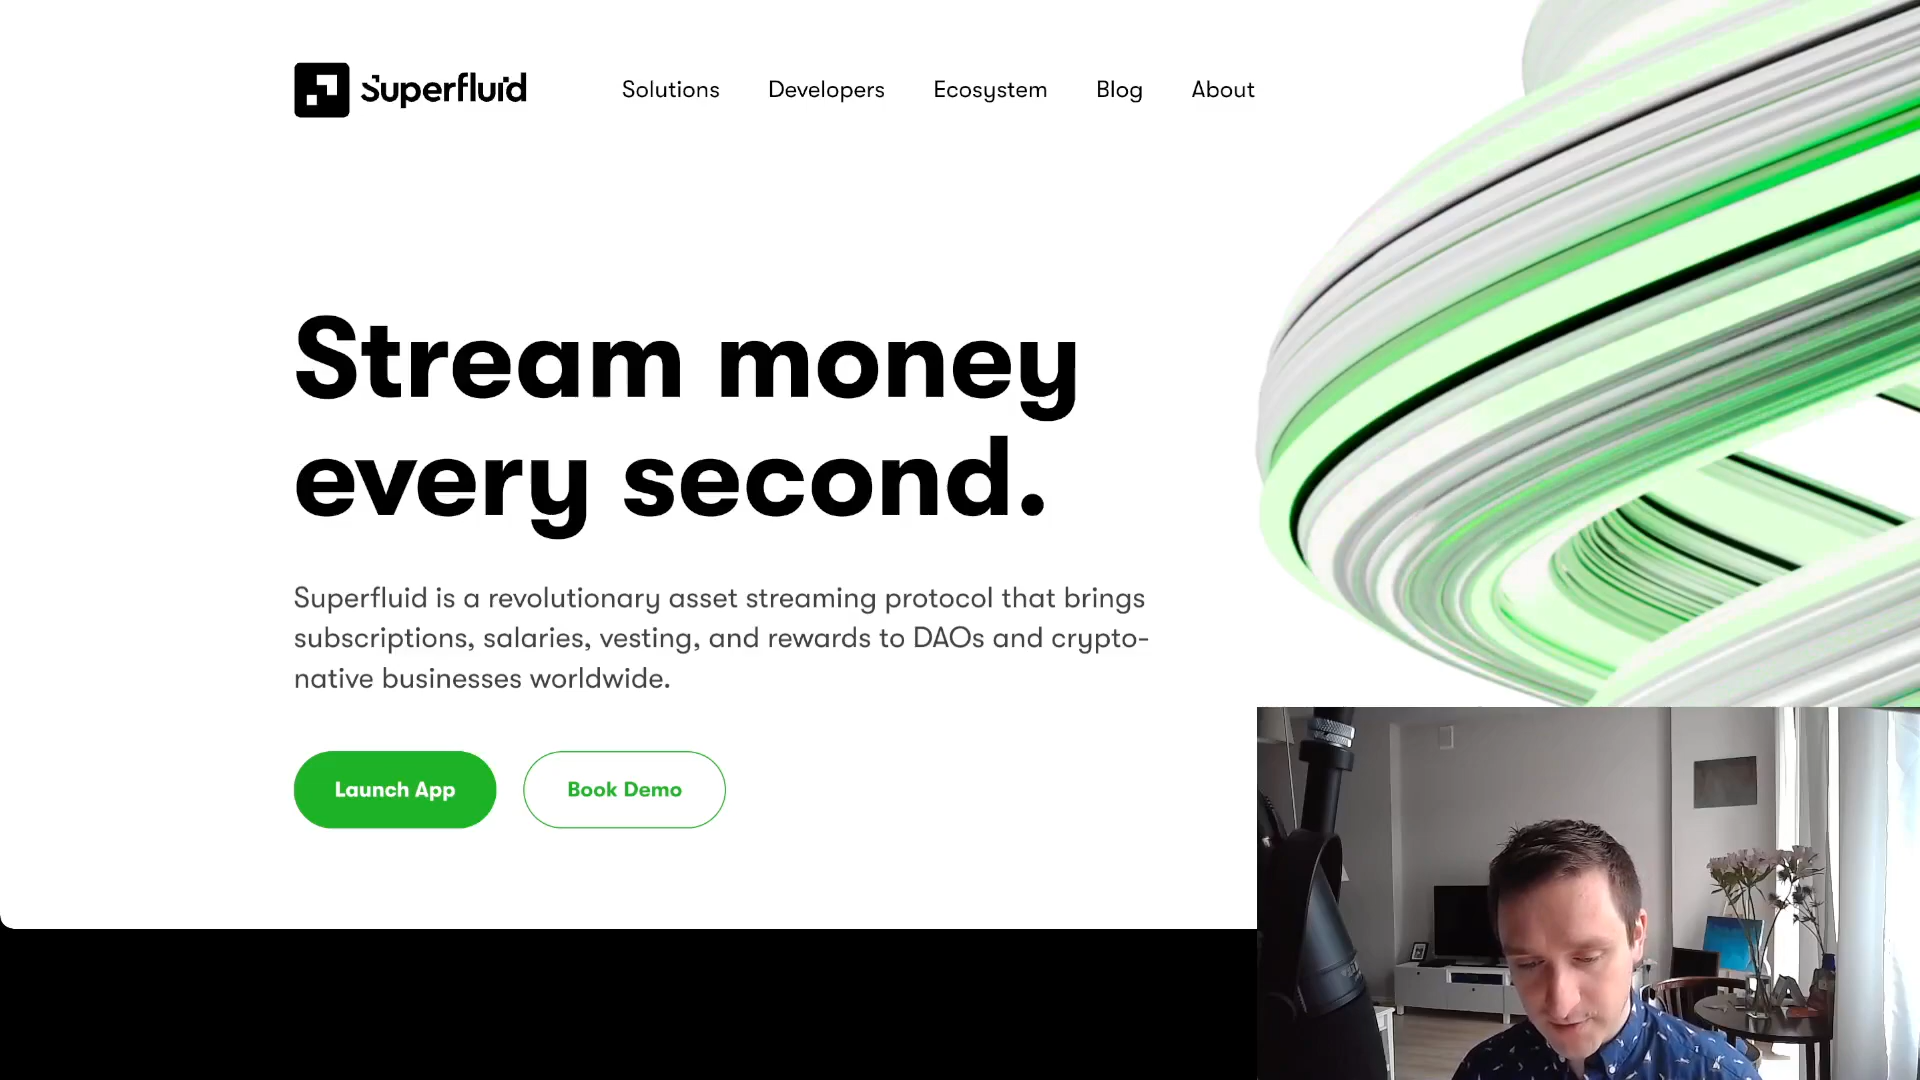 Superfluid
Solutions Developers Ecosystem Blog About
Stream money
every second.
Superfluid is a revolutionary asset streaming protocol that brings
subscriptions, salaries, vesting, and rewards to DAOs and crypto-
native businesses worldwide.
Launch App Book Demo